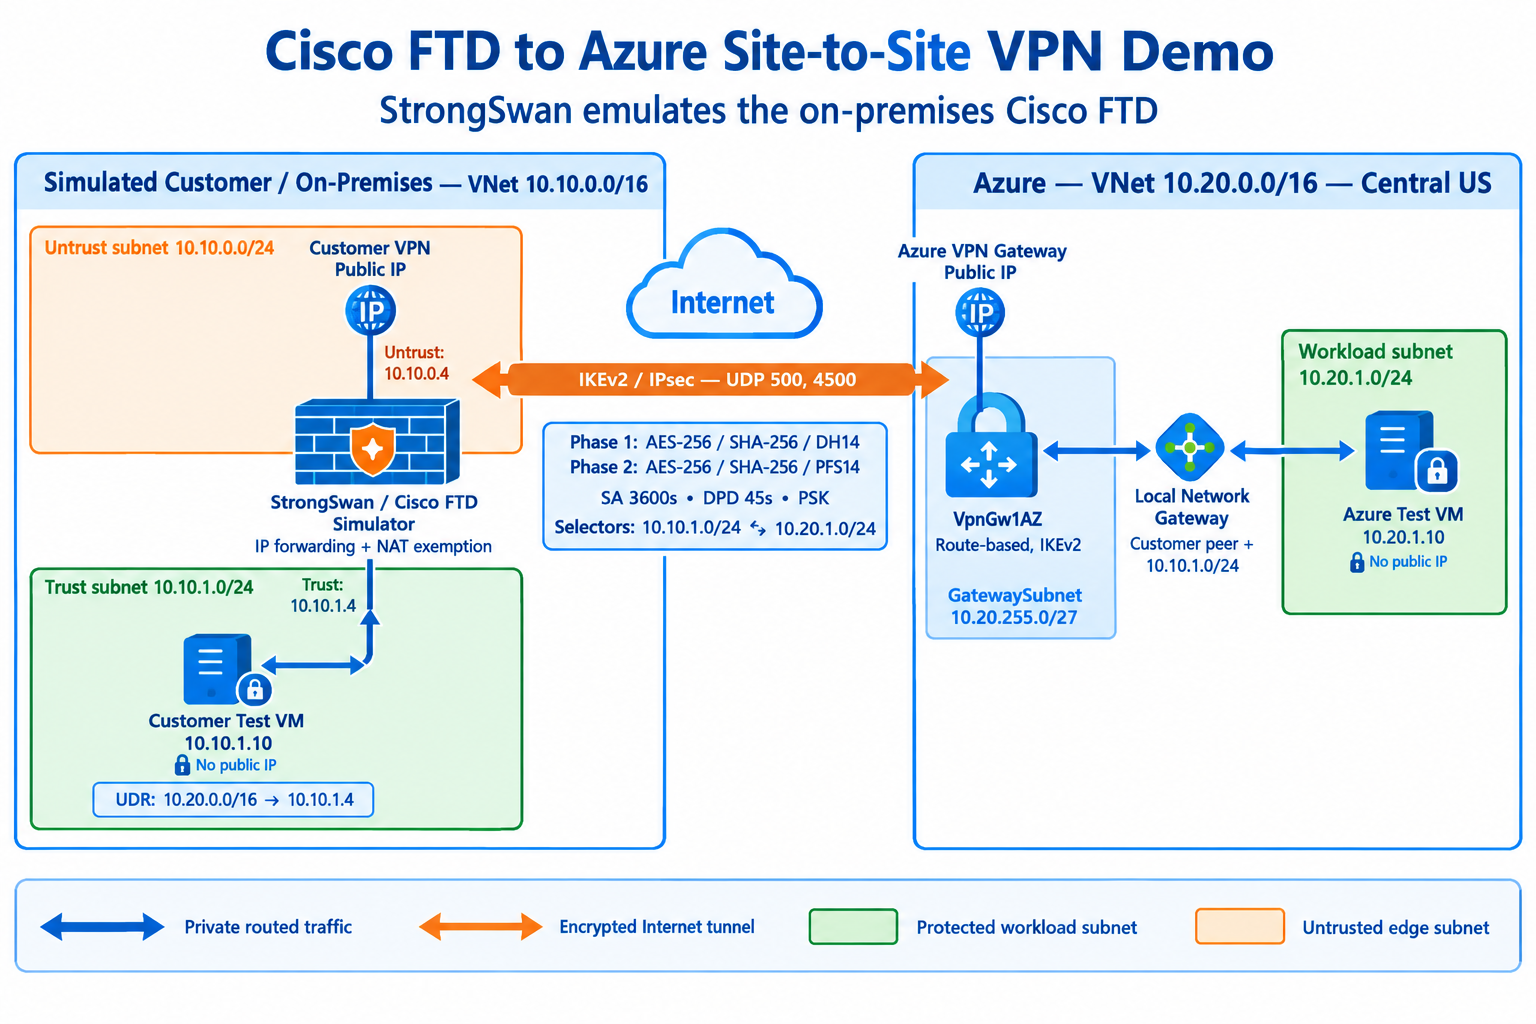 Cisco FTD to Azure Site-to-Site VPN Demo
StrongSwan emulates the on-premises Cisco FTD
Simulated Customer / On-Premises — VNet 10.10.0.0/16
Untrust subnet 10.10.0.0/24
Customer VPN
Public IP
IP
Untrust:
10.10.0.4
StrongSwan / Cisco FTD
Simulator
IP forwarding + NAT exemption
Trust subnet 10.10.1.0/24
Trust:
10.10.1.4
Customer Test VM
10.10.1.10
No public IP
UDR: 10.20.0.0/16 → 10.10.1.4
Internet
IKEv2 / IPsec — UDP 500, 4500
Phase 1: AES-256 / SHA-256 / DH14
Phase 2: AES-256 / SHA-256 / PFS14
SA 3600s • DPD 45s • PSK
Selectors: 10.10.1.0/24 ↔ 10.20.1.0/24
Azure — VNet 10.20.0.0/16 — Central US
Azure VPN Gateway
Public IP
IP
VpnGw1AZ
Route-based, IKEv2
GatewaySubnet
10.20.255.0/27
Local Network
Gateway
Customer peer +
10.10.1.0/24
Workload subnet
10.20.1.0/24
Azure Test VM
10.20.1.10
No public IP
Private routed traffic
Encrypted Internet tunnel
Protected workload subnet
Untrusted edge subnet